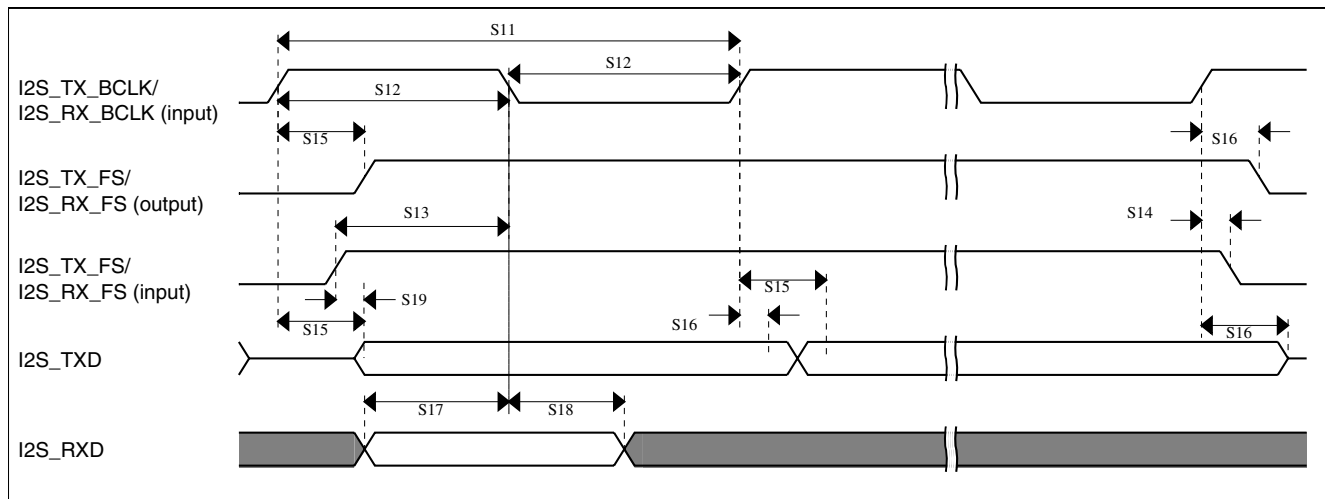 S11
I2S_TX_BCLK/
I2S_RX_BCLK (input)
S12
S12
S15
S16
I2S_TX_FS/
I2S_RX_FS (output)
S13
S14
I2S_TX_FS/
I2S_RX_FS (input)
S19
S15
S15
S16
S16
I2S_TXD
S17
S18
I2S_RXD